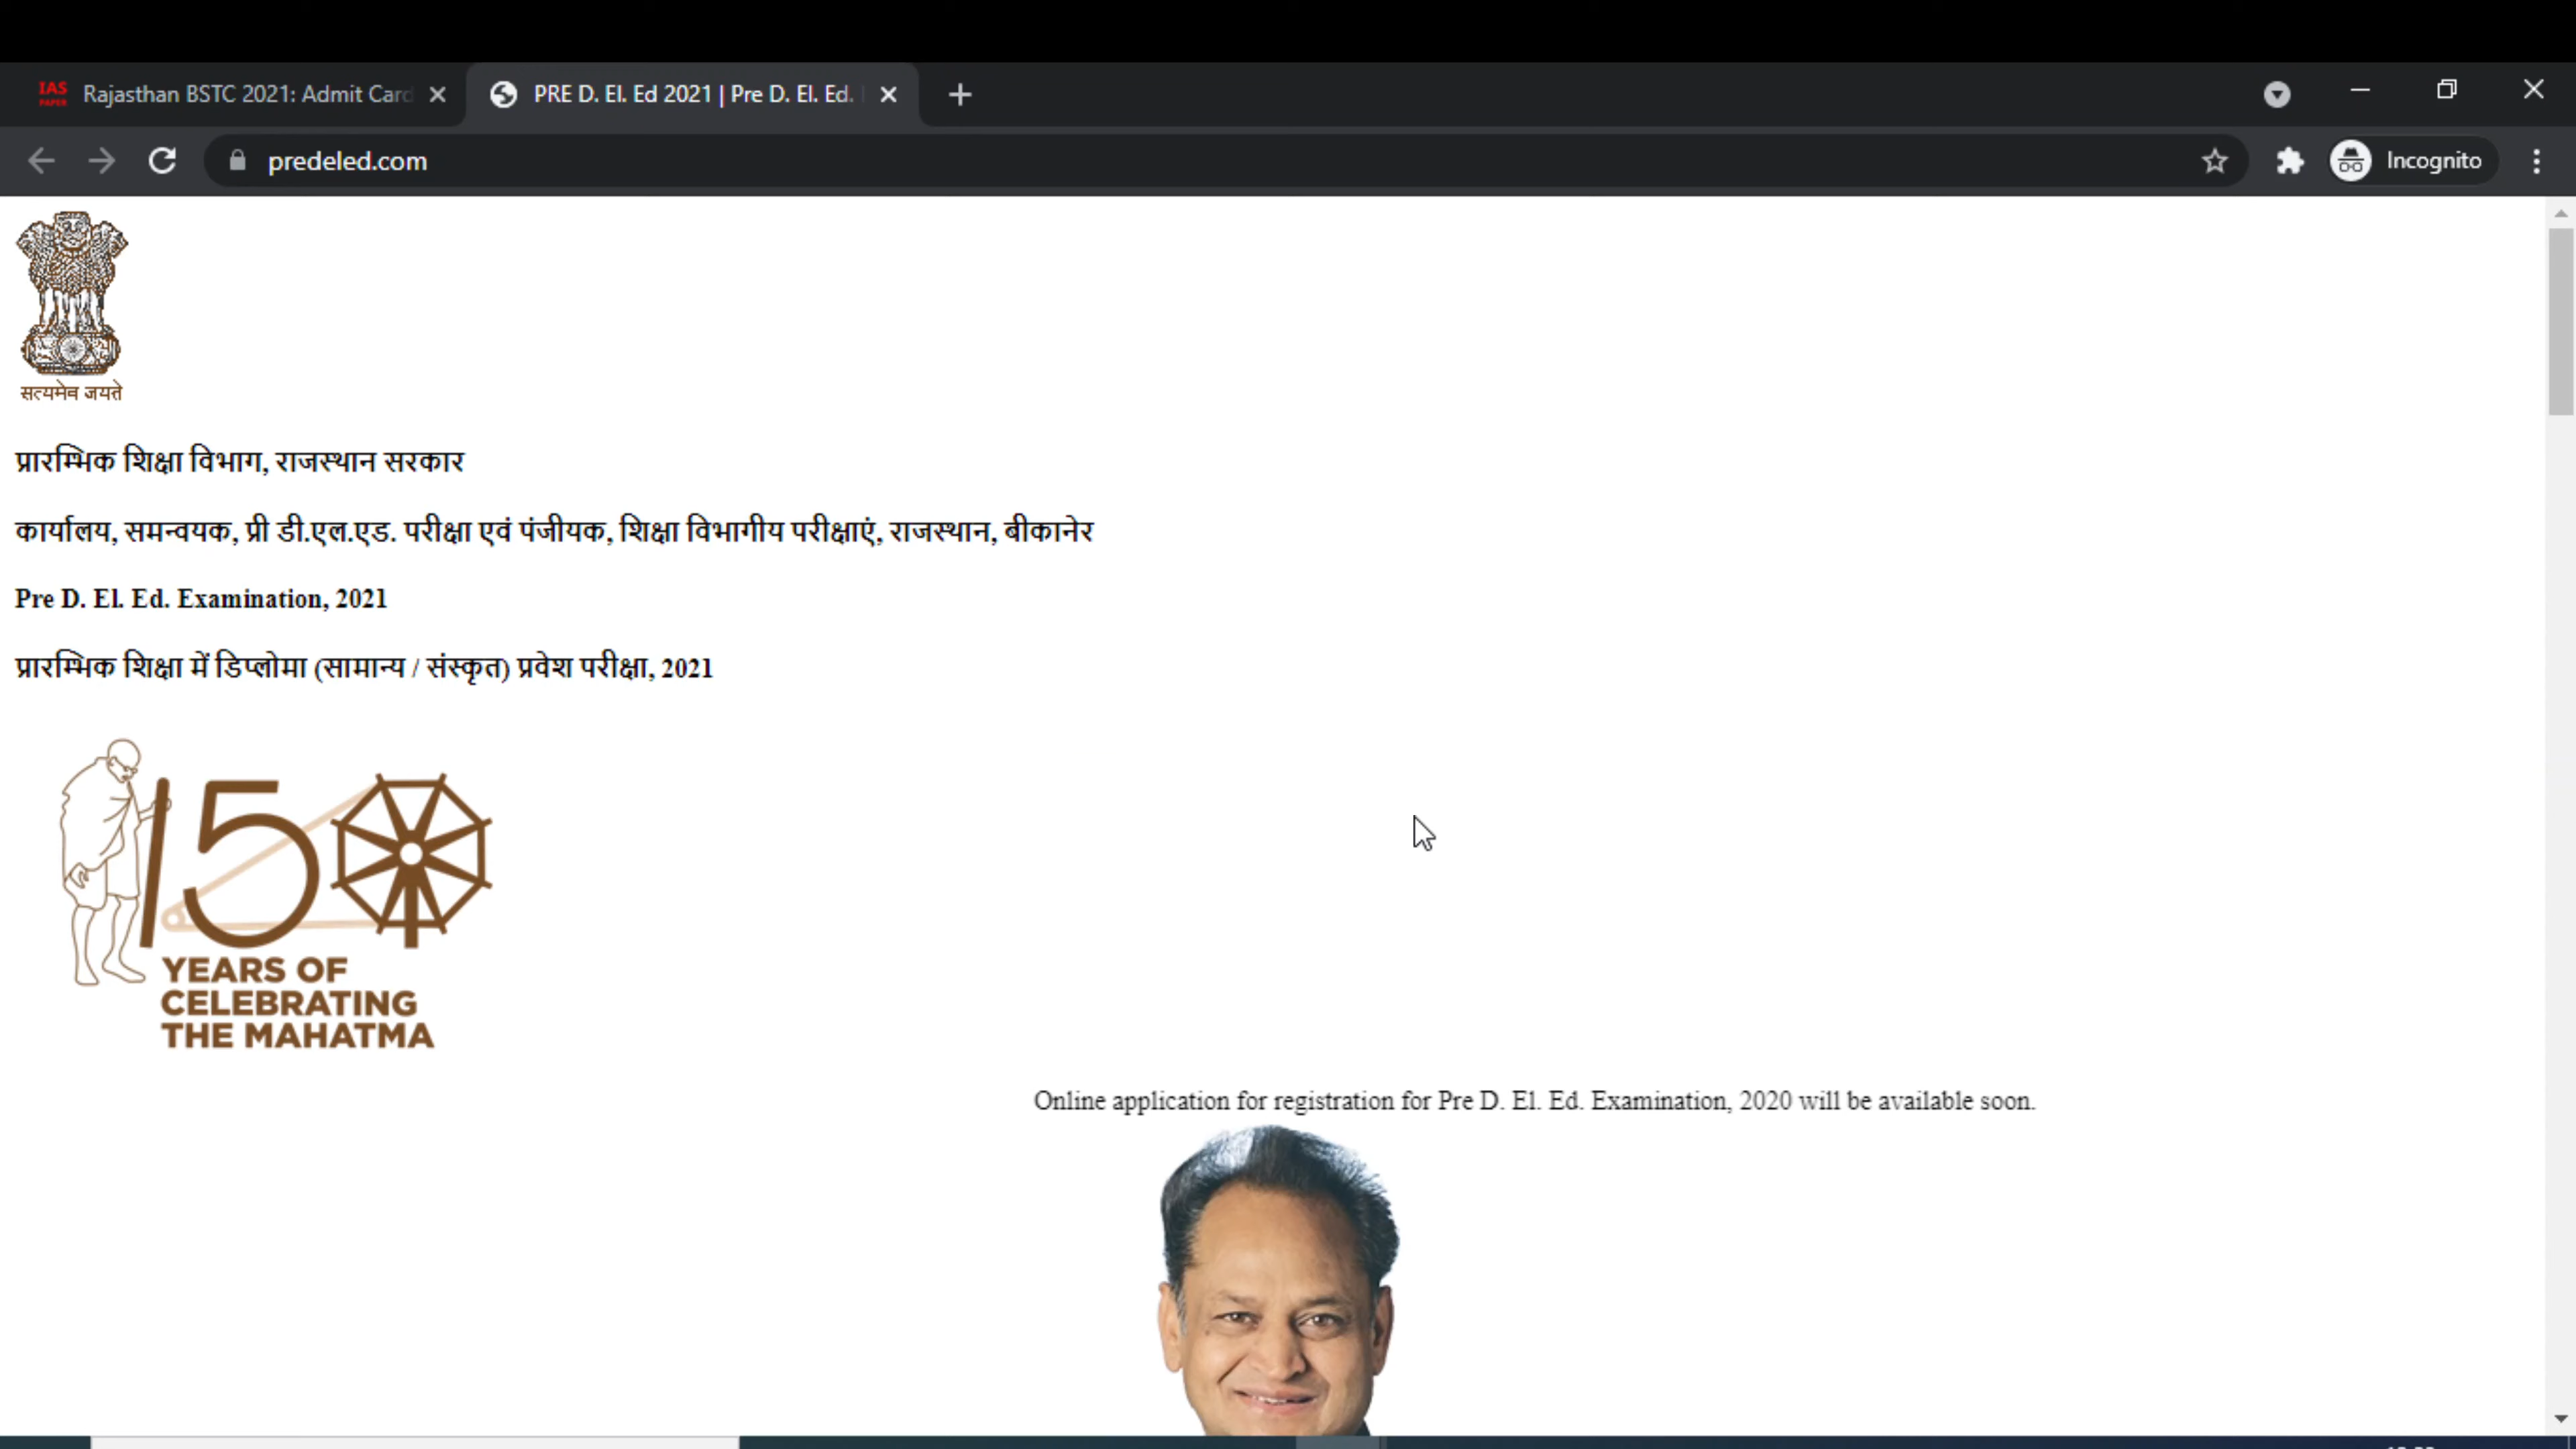 IAS
PAPER
Rajasthan BSTC 2021: Admit Card
PRE D. El. Ed 2021 | Pre D. El. Ed.
predeled.com
Incognito
सत्यमेव जयते
प्रारम्भिक शिक्षा विभाग, राजस्थान सरकार
कार्यालय, समन्वयक, प्री डी.एल.एड. परीक्षा एवं पंजीयक, शिक्षा विभागीय परीक्षाएं, राजस्थान, बीकानेर
Pre D. El. Ed. Examination, 2021
प्रारम्भिक शिक्षा में डिप्लोमा (सामान्य / संस्कृत) प्रवेश परीक्षा, 2021
150
YEARS OF
CELEBRATING
THE MAHATMA
Online application for registration for Pre D. El. Ed. Examination, 2020 will be available soon.